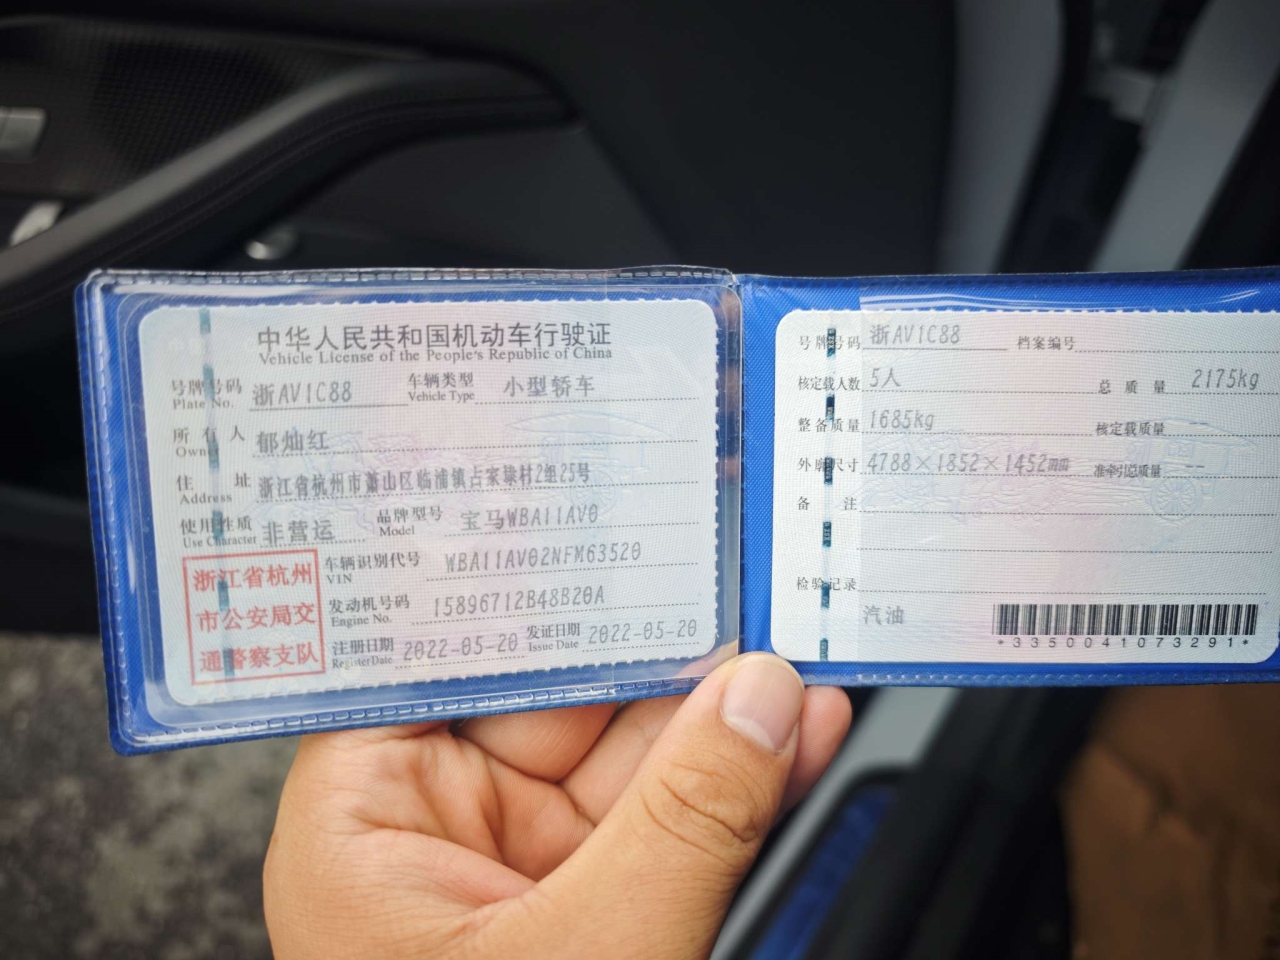 中华人民共和国机动车行驶证
Vehicle License of the People's Republic of China
号牌号码 浙AV1C88 车辆类型 小型轿车
Plate No. Vehicle Type
所有人 郁灿红
Owner
住址 浙江省杭州市萧山区临浦镇占家埭村2组25号
Address
使用性质 非营运 品牌型号 宝马WBA11AV0
Use Character Model
浙江省杭州
市公安局交
通警察支队
车辆识别代号 WBA11AV02NFM63520
VIN
发动机号码 15896712B48B20A
Engine No.
注册日期 2022-05-20 发证日期 2022-05-20
Register Date Issue Date
号牌号码 浙AV1C88 档案编号
核定载人数 5人 总质量 2175kg
整备质量 1685kg 核定载质量 --
外廓尺寸 4788×1852×1452mm 准牵引总质量 --
备注
检验记录
汽油
*3350041073291*